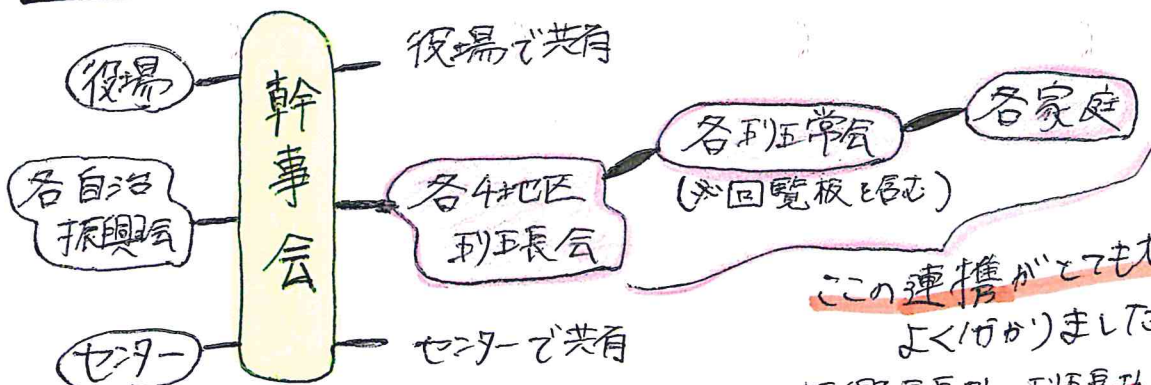 役場
幹事会
役場で共有
各自治
振興会
各4地区
班長会
各班常会
(※回覧板を含む)
各家庭
センター
センターで共有
ここの連携がとても
よく分かりました